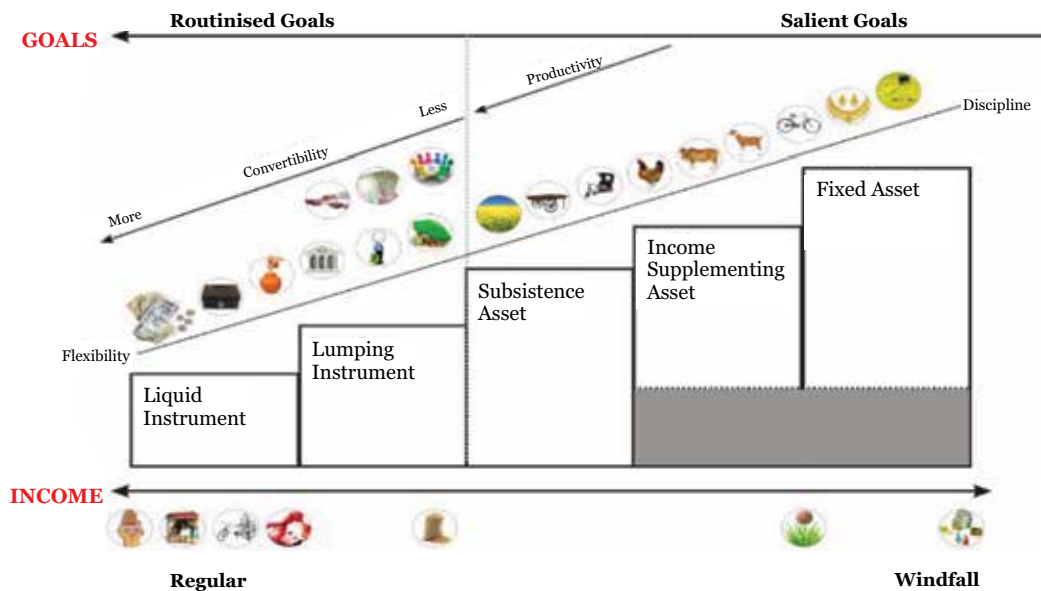 Routinised Goals
Salient Goals
GOALS
Productivity
Less
Discipline
Convertibility
More
Fixed Asset
Income
Supplementing
Asset
Subsistence
Asset
Flexibility
Lumping
Instrument
Liquid
Instrument
INCOME
Regular
Windfall